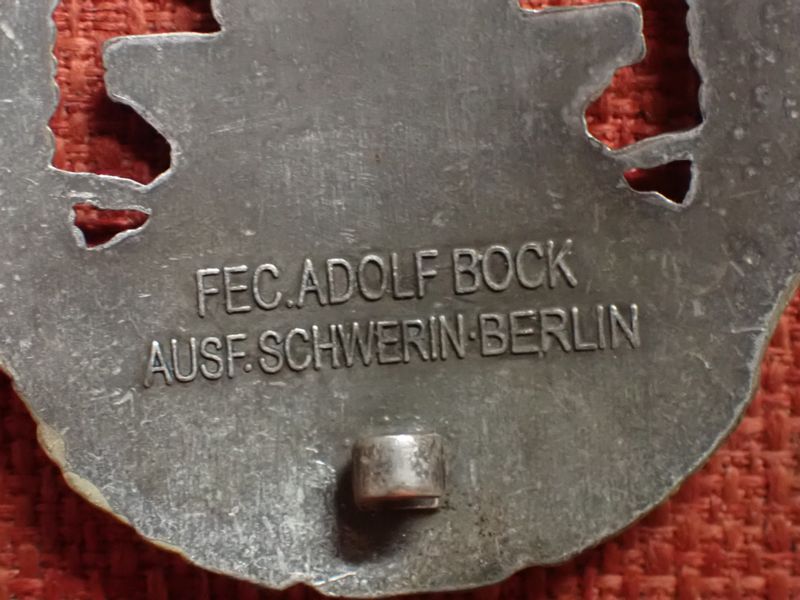 FEC. ADOLF BOCK
AUSF. SCHWERIN·BERLIN